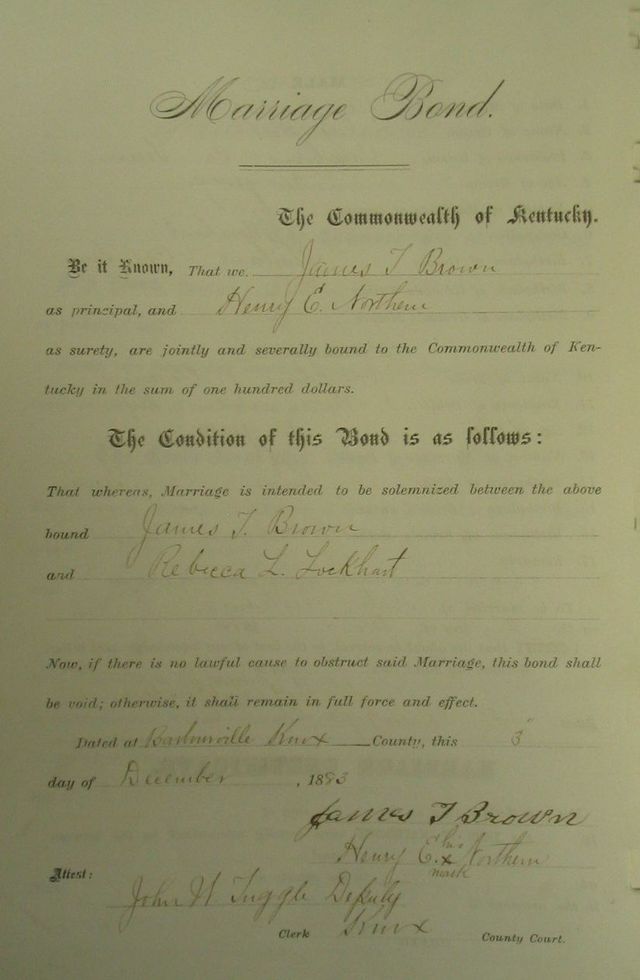 Marriage Bond.
The Commonwealth of Kentucky.
Be it Known, That we James T Brown
as principal, and Henry E. Northern
as surety, are jointly and severally bound to the Commonwealth of Ken-
tucky in the sum of one hundred dollars.
The Condition of this Bond is as follows:
That whereas, Marriage is intended to be solemnized between the above
bound James T. Brown
and Rebecca L. Lockhart
Now, if there is no lawful cause to obstruct said Marriage, this bond shall
be void; otherwise, it shall remain in full force and effect.
Dated at Barbourville Knox County, this 3"
day of December, 1893
James T Brown
his
Henry E. x Northern
mark
Attest:
John H Tuggle Deputy
Clerk Knox County Court.